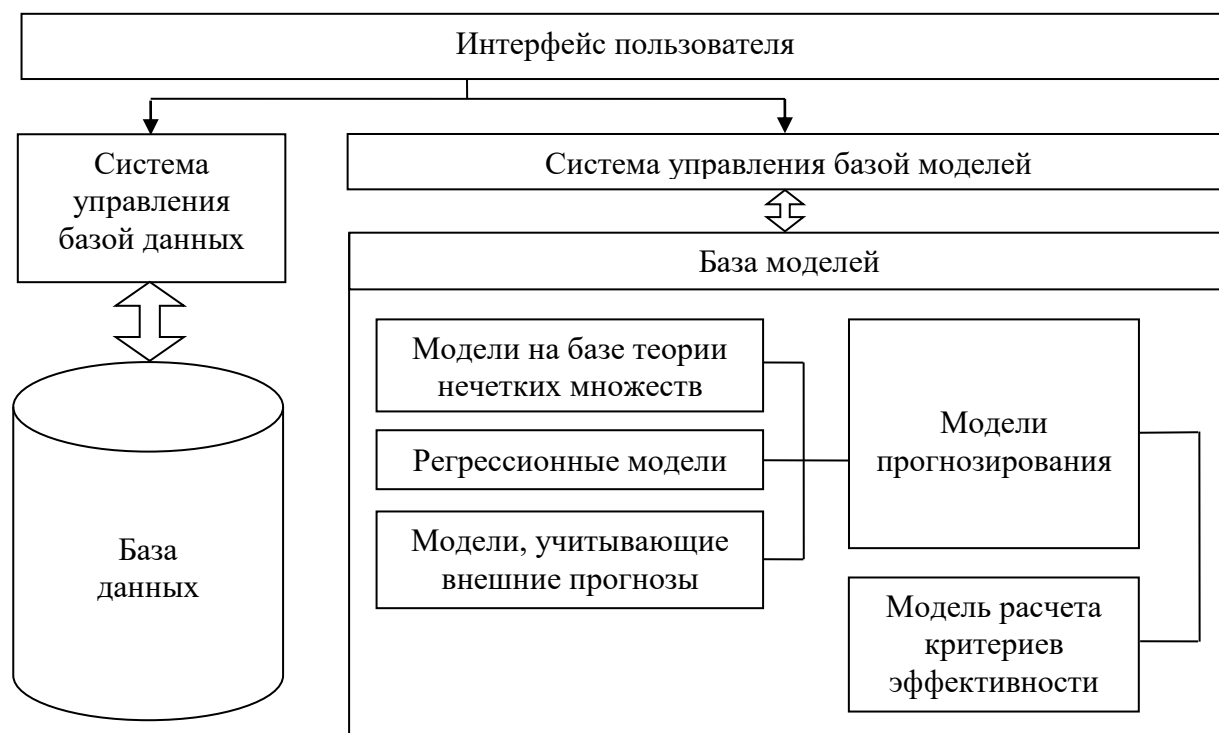 Интерфейс пользователя
Система
управления
базой данных
Система управления базой моделей
База моделей
Модели на базе теории
нечетких множеств
Регрессионные модели
Модели, учитывающие
внешние прогнозы
Модели
прогнозирования
Модель расчета
критериев
эффективности
База
данных